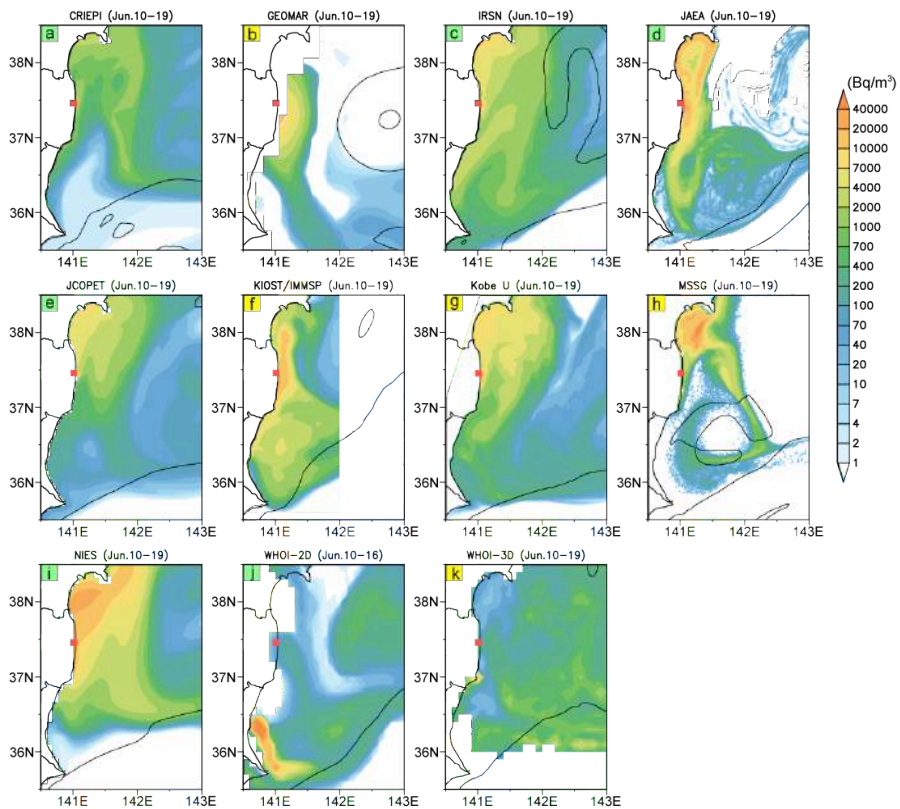 CRIEPI (Jun.10-19)
GEOMAR (Jun.10-19)
IRSN (Jun.10-19)
JAEA (Jun.10-19)
a
b
c
d
38N
37N
36N
38N
37N
36N
38N
37N
36N
38N
37N
36N
141E 142E 143E
141E 142E 143E
141E 142E 143E
141E 142E 143E
(Bq/m³)
40000
20000
10000
7000
4000
2000
1000
700
400
200
100
70
40
20
10
7
4
2
1
JCOPET (Jun.10-19)
KIOST/IMMSP (Jun.10-19)
Kobe U (Jun.10-19)
MSSG (Jun.10-19)
e
f
g
h
38N
37N
36N
38N
37N
36N
38N
37N
36N
38N
37N
36N
141E 142E 143E
141E 142E 143E
141E 142E 143E
141E 142E 143E
NIES (Jun.10-19)
WHOI-2D (Jun.10-16)
WHOI-3D (Jun.10-19)
i
j
k
38N
37N
36N
38N
37N
36N
38N
37N
36N
141E 142E 143E
141E 142E 143E
141E 142E 143E